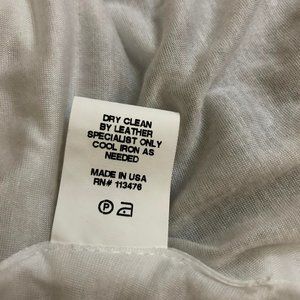 DRY CLEAN
BY LEATHER
SPECIALIST ONLY
COOL IRON AS
NEEDED
MADE IN USA
RN# 113476
P